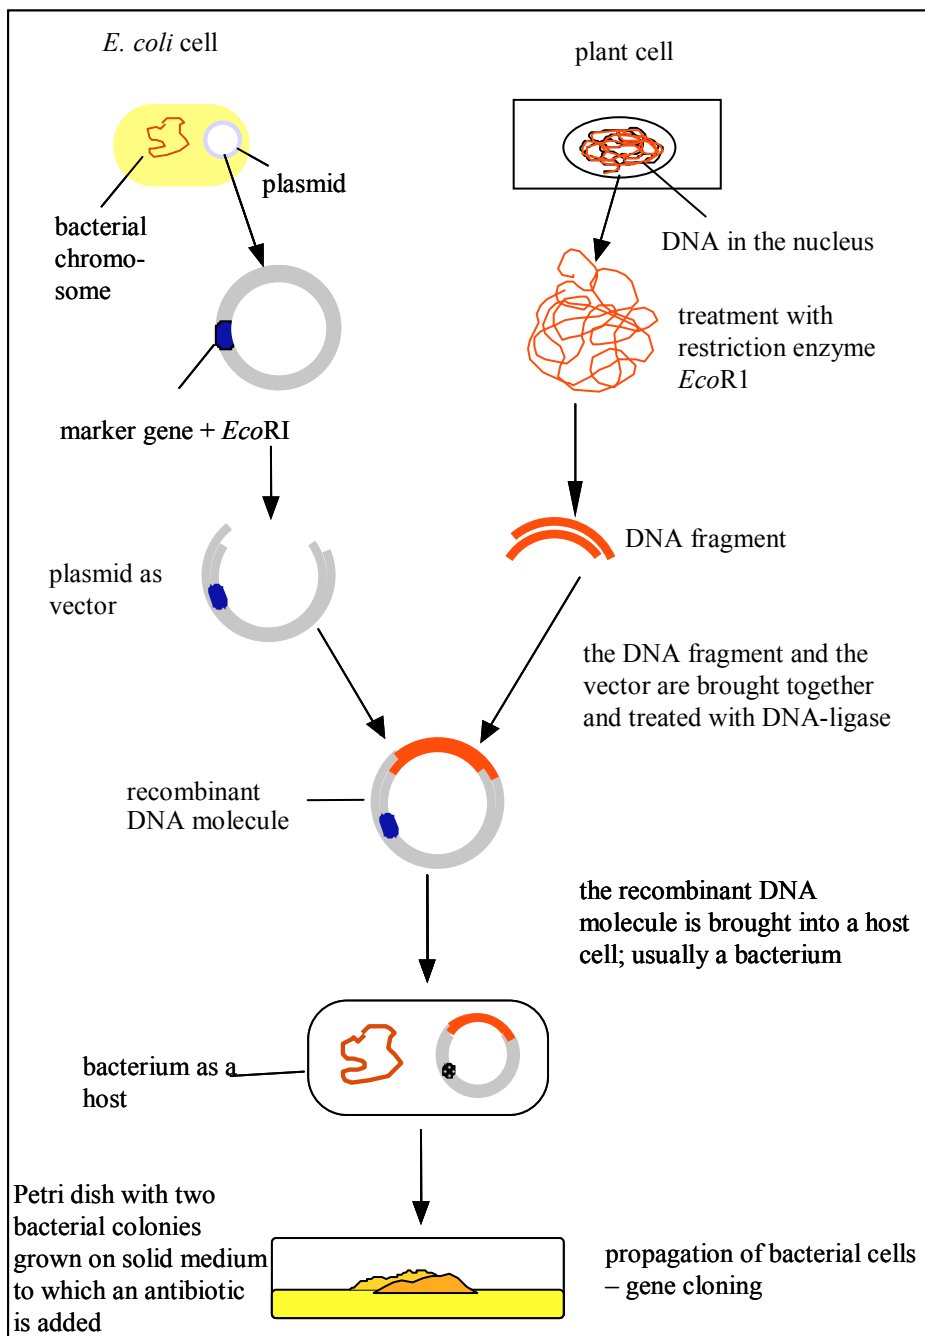 E. coli cell
plant cell
plasmid
bacterial
chromo-
some
DNA in the nucleus
treatment with
restriction enzyme
EcoR1
marker gene + EcoRI
DNA fragment
plasmid as
vector
the DNA fragment and the
vector are brought together
and treated with DNA-ligase
recombinant
DNA molecule
the recombinant DNA
molecule is brought into a host
cell; usually a bacterium
bacterium as a
host
Petri dish with two
bacterial colonies
grown on solid medium
to which an antibiotic
is added
propagation of bacterial cells
– gene cloning